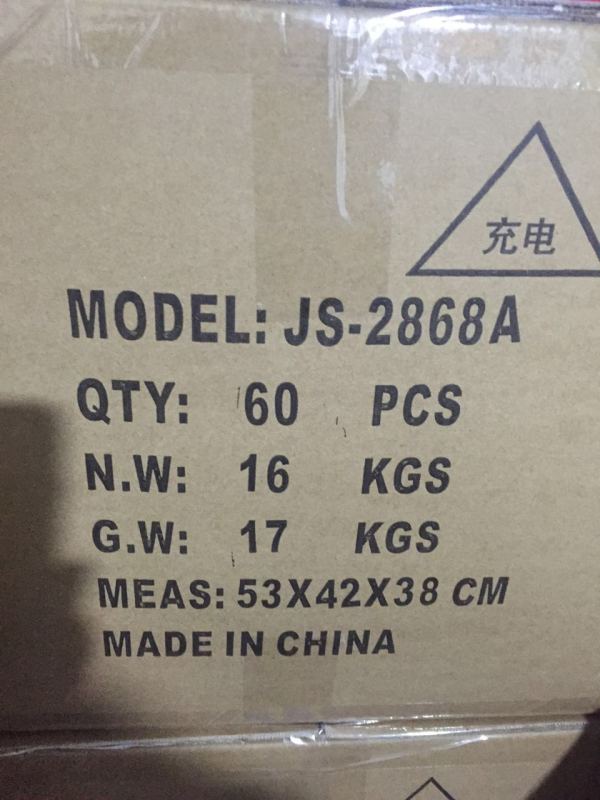 充电
MODEL: JS-2868A
QTY: 60 PCS
N.W: 16 KGS
G.W: 17 KGS
MEAS: 53X42X38 CM
MADE IN CHINA